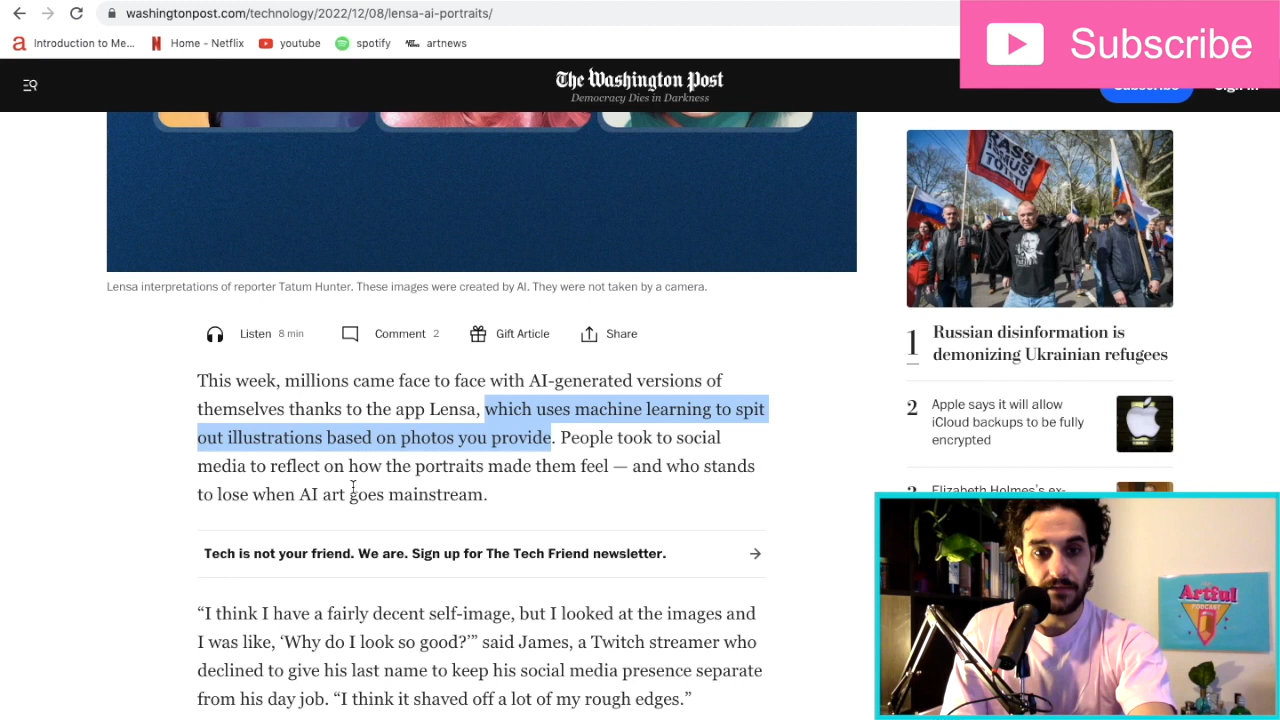 washingtonpost.com/technology/2022/12/08/lensa-ai-portraits/
Subscribe
Introduction to Me...
Home - Netflix
youtube
spotify
artnews
The Washington Post
Democracy Dies in Darkness
RASSI
MUS
TÖTET
Lensa interpretations of reporter Tatum Hunter. These images were created by AI. They were not taken by a camera.
Listen 8 min
Comment 2
Gift Article
Share
This week, millions came face to face with AI-generated versions of
themselves thanks to the app Lensa, which uses machine learning to spit
out illustrations based on photos you provide. People took to social
media to reflect on how the portraits made them feel — and who stands
to lose when AI art goes mainstream.
Tech is not your friend. We are. Sign up for The Tech Friend newsletter.
“I think I have a fairly decent self-image, but I looked at the images and
I was like, ‘Why do I look so good?’” said James, a Twitch streamer who
declined to give his last name to keep his social media presence separate
from his day job. “I think it shaved off a lot of my rough edges.”
1 Russian disinformation is
demonizing Ukrainian refugees
2 Apple says it will allow
iCloud backups to be fully
encrypted
Elizabeth Holmes’s ex-
Artful
PODCAST